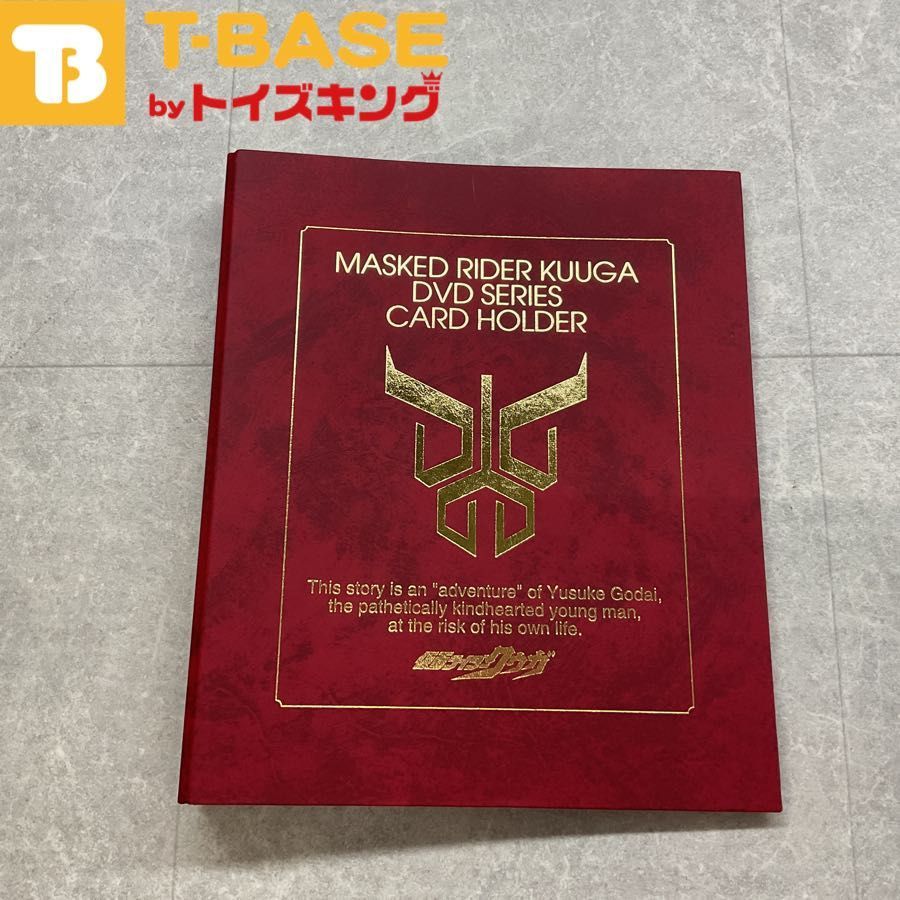 TB
T-BASE
byトイズキング
MASKED RIDER KUUGA
DVD SERIES
CARD HOLDER
This story is an "adventure" of Yusuke Godai,
the pathetically kindhearted young man,
at the risk of his own life.
仮面ライダークウガ